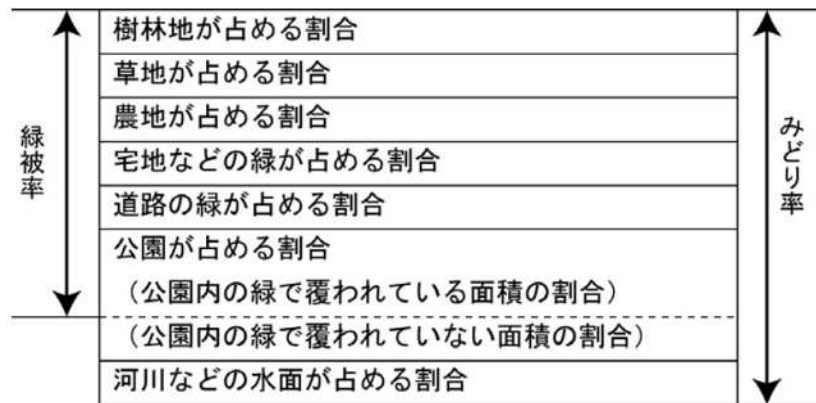 緑被率
樹林地が占める割合
草地が占める割合
農地が占める割合
宅地などの緑が占める割合
道路の緑が占める割合
公園が占める割合
（公園内の緑で覆われている面積の割合）
（公園内の緑で覆われていない面積の割合）
河川などの水面が占める割合
みどり率